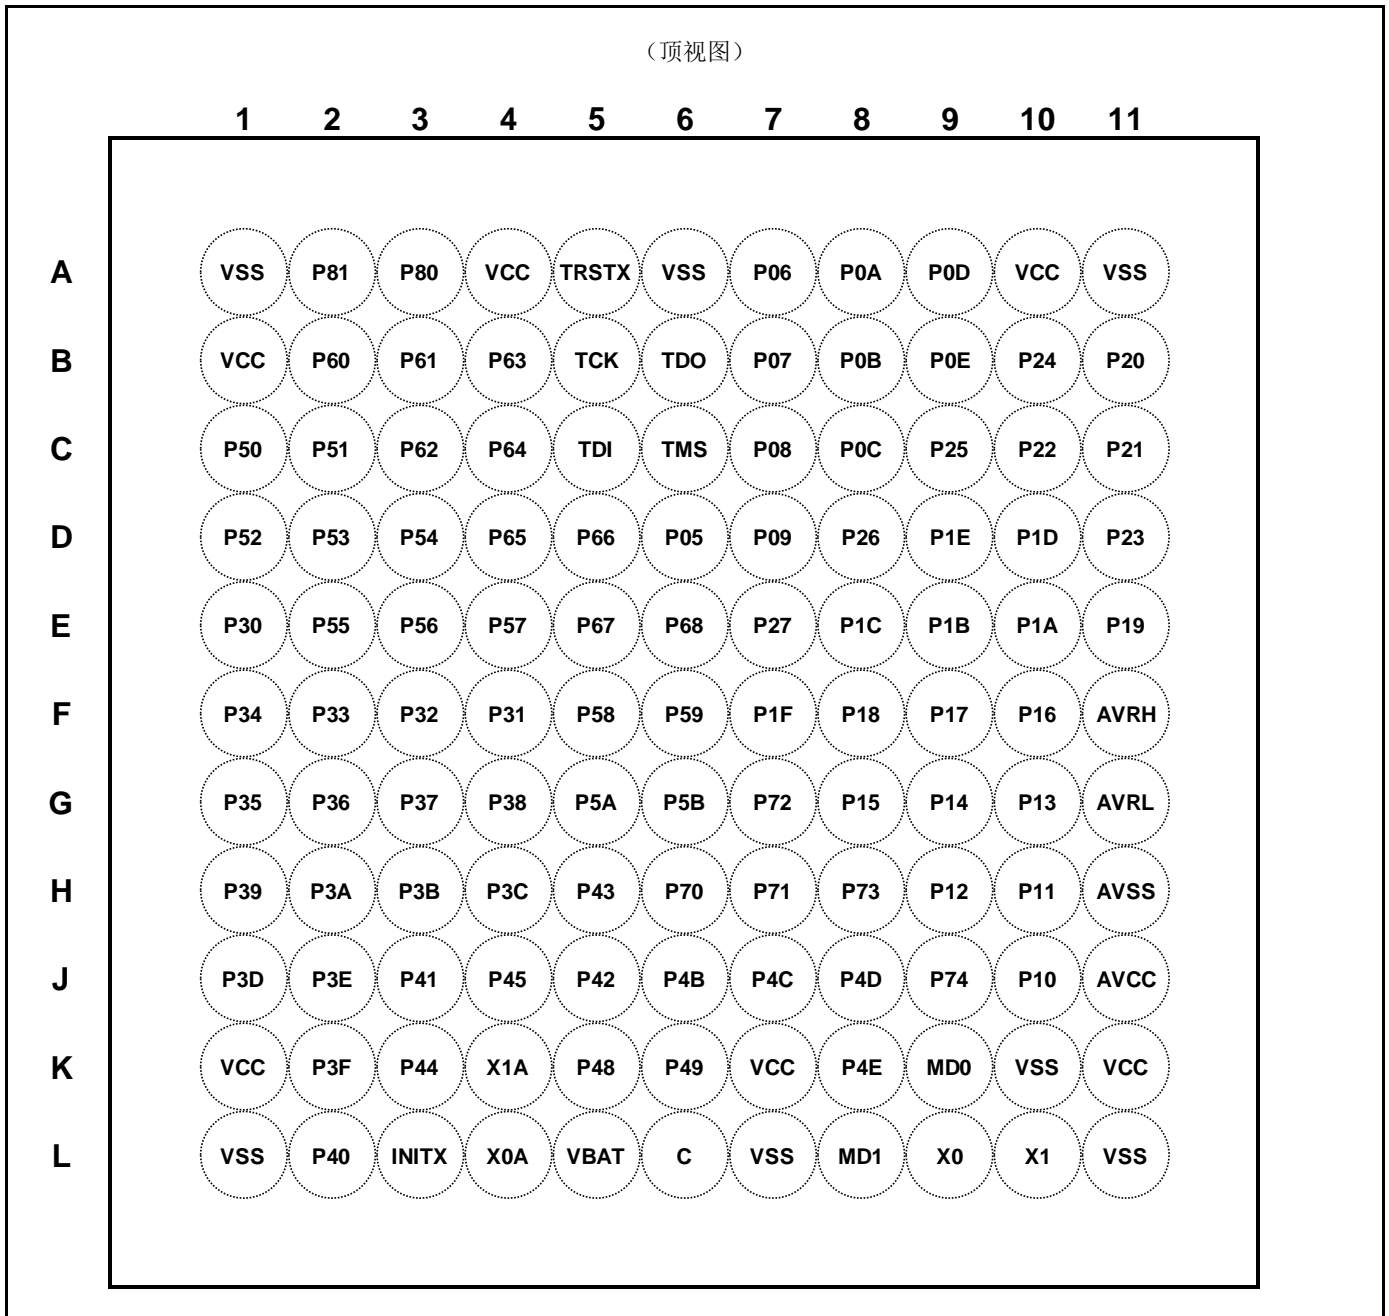 （顶视图）
1 2 3 4 5 6 7 8 9 10 11
A VSS P81 P80 VCC TRSTX VSS P06 P0A P0D VCC VSS
B VCC P60 P61 P63 TCK TDO P07 P0B P0E P24 P20
C P50 P51 P62 P64 TDI TMS P08 P0C P25 P22 P21
D P52 P53 P54 P65 P66 P05 P09 P26 P1E P1D P23
E P30 P55 P56 P57 P67 P68 P27 P1C P1B P1A P19
F P34 P33 P32 P31 P58 P59 P1F P18 P17 P16 AVRH
G P35 P36 P37 P38 P5A P5B P72 P15 P14 P13 AVRL
H P39 P3A P3B P3C P43 P70 P71 P73 P12 P11 AVSS
J P3D P3E P41 P45 P42 P4B P4C P4D P74 P10 AVCC
K VCC P3F P44 X1A P48 P49 VCC P4E MD0 VSS VCC
L VSS P40 INITX X0A VBAT C VSS MD1 X0 X1 VSS